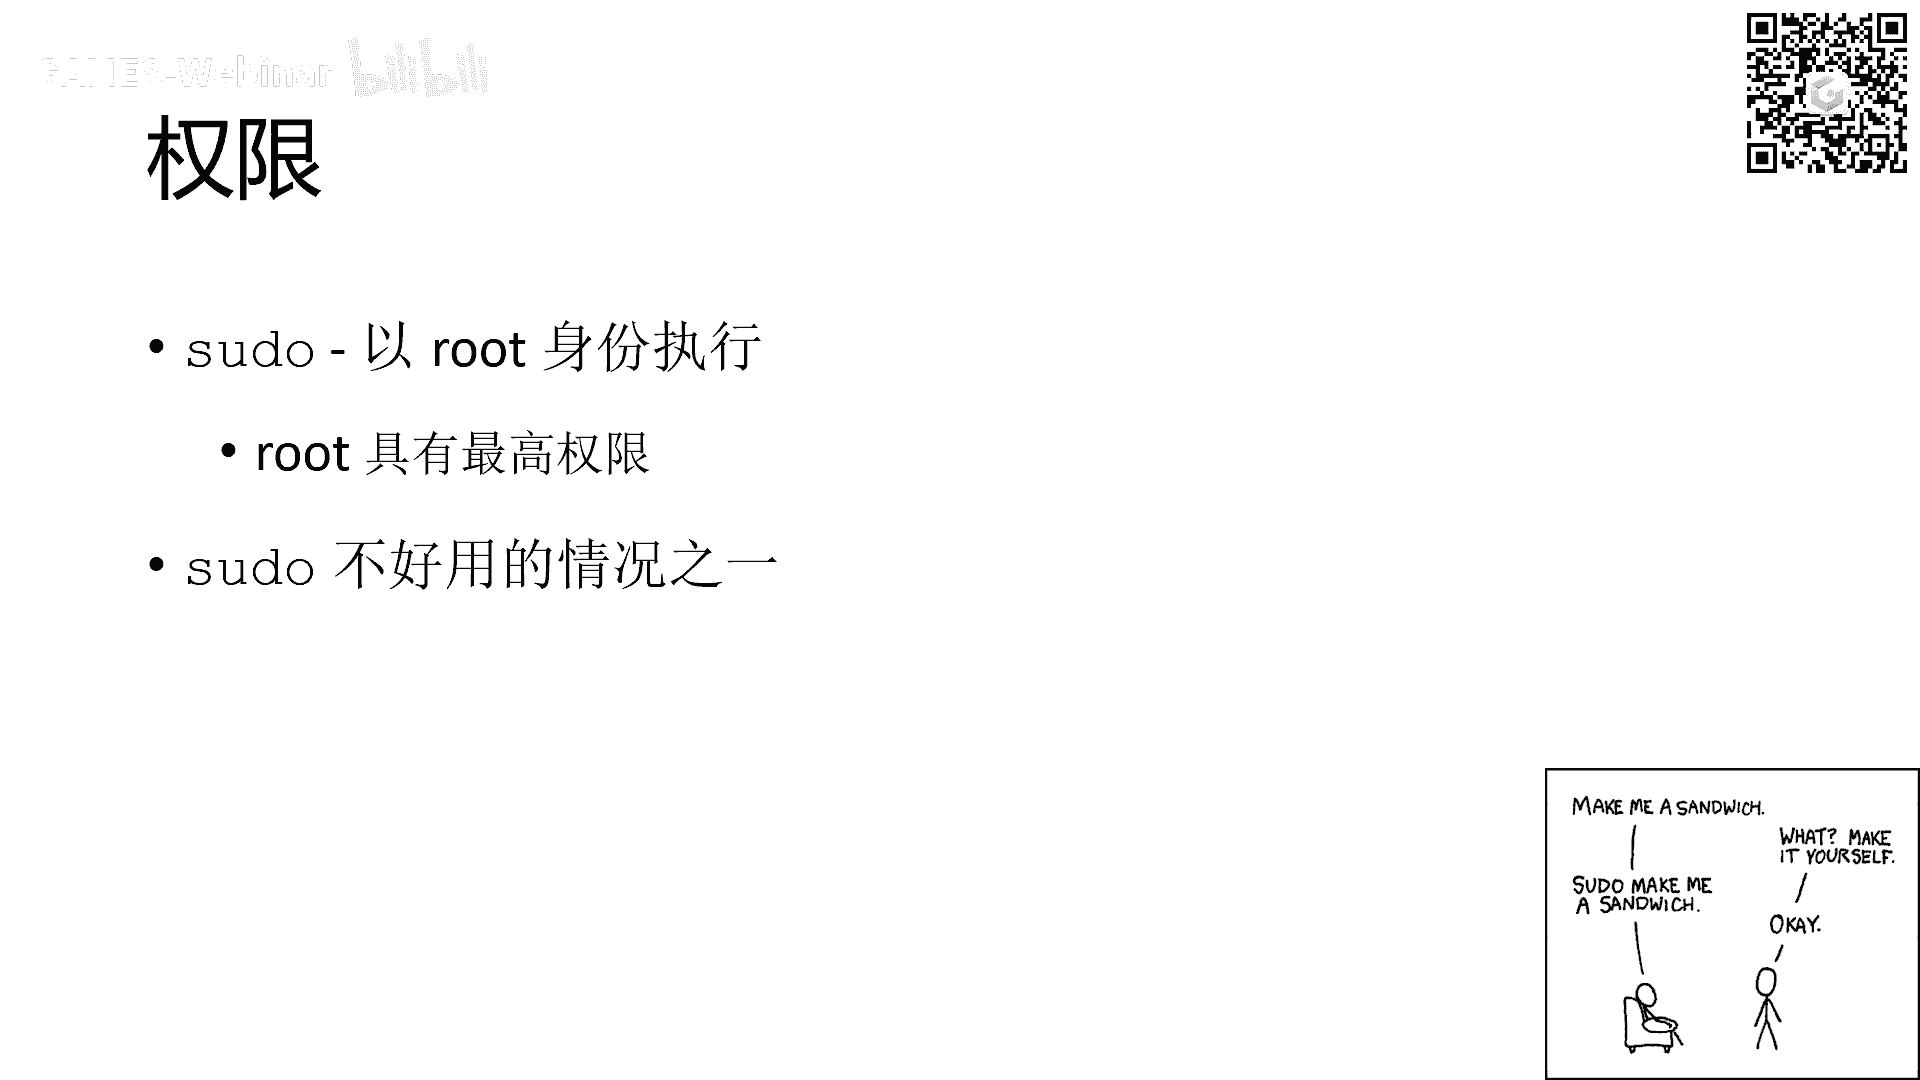 GAMES-Webinar bilibili
权限
• sudo - 以 root 身份执行
• root 具有最高权限
• sudo 不好用的情况之一
MAKE ME A SANDWICH.
WHAT? MAKE
IT YOURSELF.
SUDO MAKE ME
A SANDWICH.
OKAY.